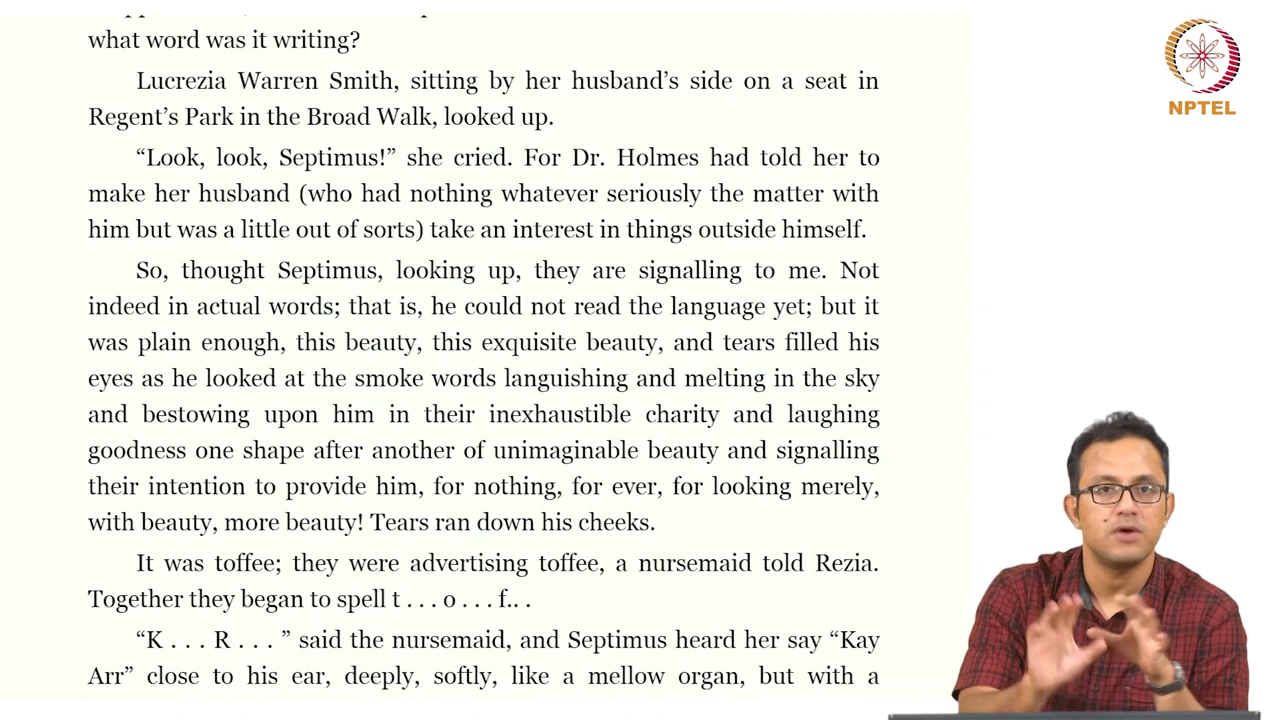 what word was it writing?
Lucrezia Warren Smith, sitting by her husband’s side on a seat in
Regent’s Park in the Broad Walk, looked up.
“Look, look, Septimus!” she cried. For Dr. Holmes had told her to
make her husband (who had nothing whatever seriously the matter with
him but was a little out of sorts) take an interest in things outside himself.
So, thought Septimus, looking up, they are signalling to me. Not
indeed in actual words; that is, he could not read the language yet; but it
was plain enough, this beauty, this exquisite beauty, and tears filled his
eyes as he looked at the smoke words languishing and melting in the sky
and bestowing upon him in their inexhaustible charity and laughing
goodness one shape after another of unimaginable beauty and signalling
their intention to provide him, for nothing, for ever, for looking merely,
with beauty, more beauty! Tears ran down his cheeks.
It was toffee; they were advertising toffee, a nursemaid told Rezia.
Together they began to spell t . . . o . . . f.. .
“K . . . R . . . ” said the nursemaid, and Septimus heard her say “Kay
Arr” close to his ear, deeply, softly, like a mellow organ, but with a
NPTEL